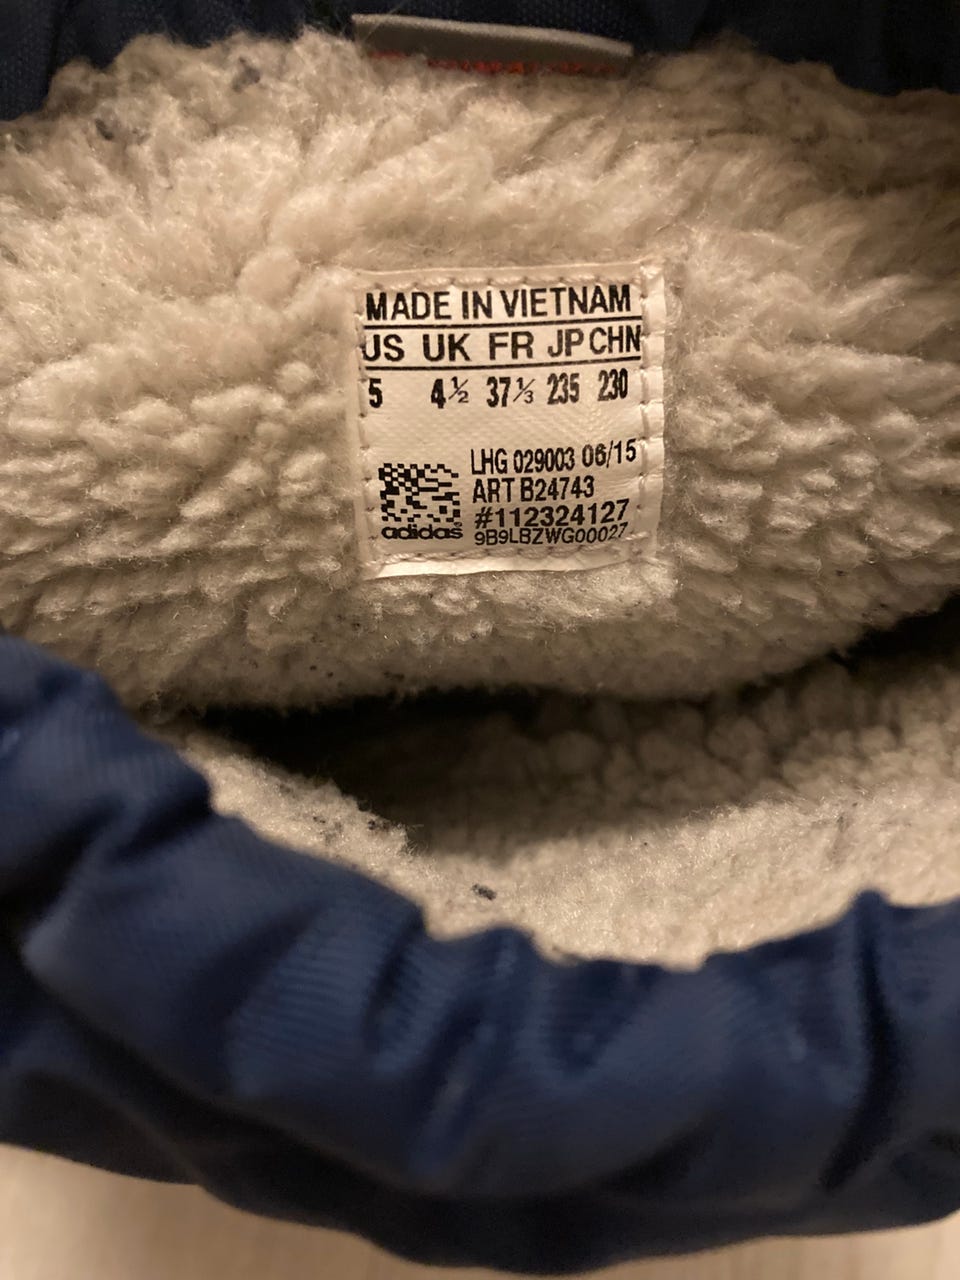 MADE IN VIETNAM
US UK FR JP CHN
5 4½ 37⅓ 235 230
LHG 029003 06/15
ART B24743
#112324127
9B9LBZWG00027
adidas